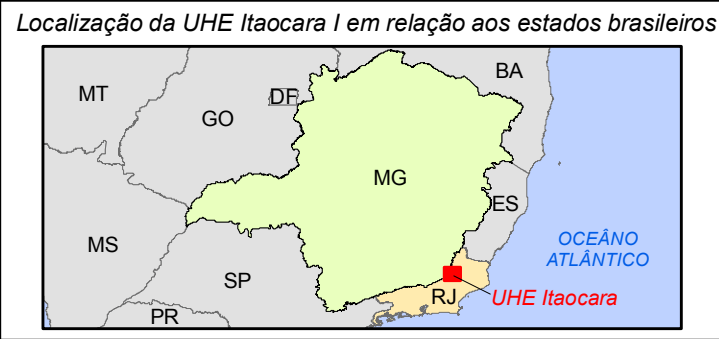 Localização da UHE Itaocara I em relação aos estados brasileiros
BA
MT
DF
GO
MG
ES
MS
OCEÂNO
ATLÂNTICO
SP
RJ
UHE Itaocara
PR